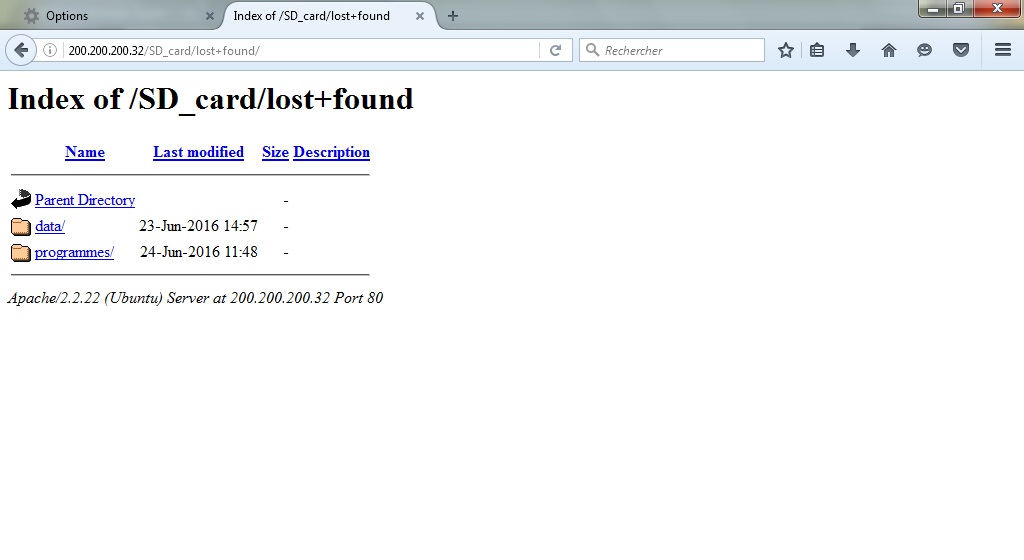 Options
Index of /SD_card/lost+found
200.200.200.32/SD_card/lost+found/
Rechercher
Index of /SD_card/lost+found
Name Last modified Size Description
Parent Directory -
data/ 23-Jun-2016 14:57 -
programmes/ 24-Jun-2016 11:48 -
Apache/2.2.22 (Ubuntu) Server at 200.200.200.32 Port 80